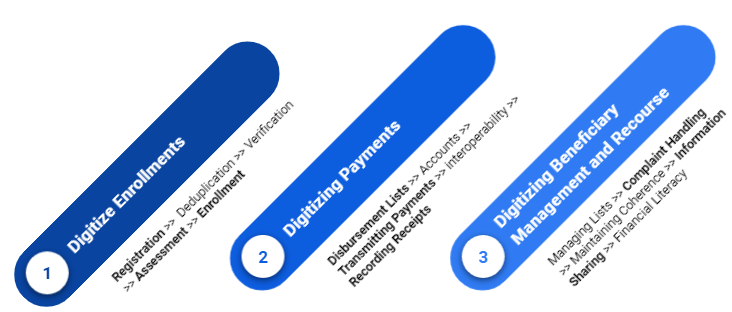 1
Digitize Enrollments
Registration >> Deduplication >> Verification
>> Assessment >> Enrollment
2
Digitizing Payments
Disbursement Lists >> Accounts >>
Transmitting Payments >> interoperability >>
Recording Receipts
3
Digitizing Beneficiary
Management and Recourse
Managing Lists >> Complaint Handling
>> Maintaining Coherence >> Information
Sharing >> Financial Literacy